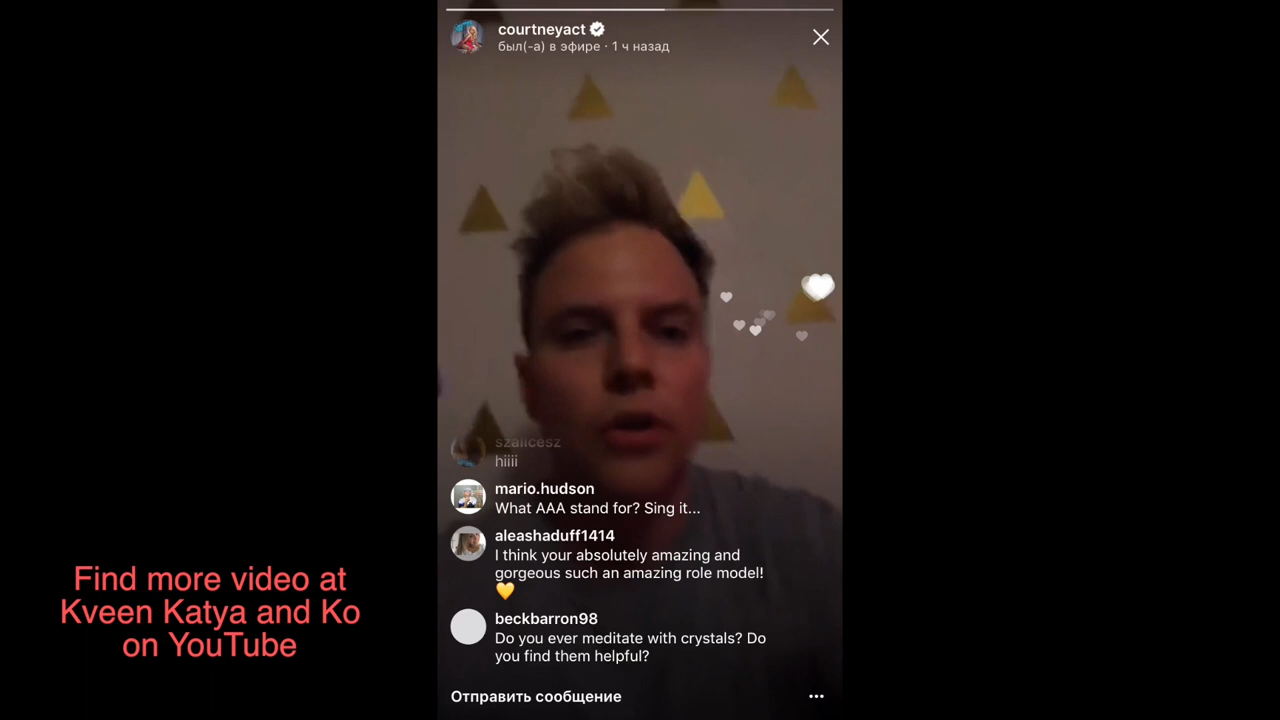 courtneyact
был(-а) в эфире · 1 ч назад
szalicesz
hiiii
mario.hudson
What AAA stand for? Sing it...
aleashaduff1414
I think your absolutely amazing and
gorgeous such an amazing role model!
💛
beckbarron98
Do you ever meditate with crystals? Do
you find them helpful?
Отправить сообщение
Find more video at
Kveen Katya and Ko
on YouTube